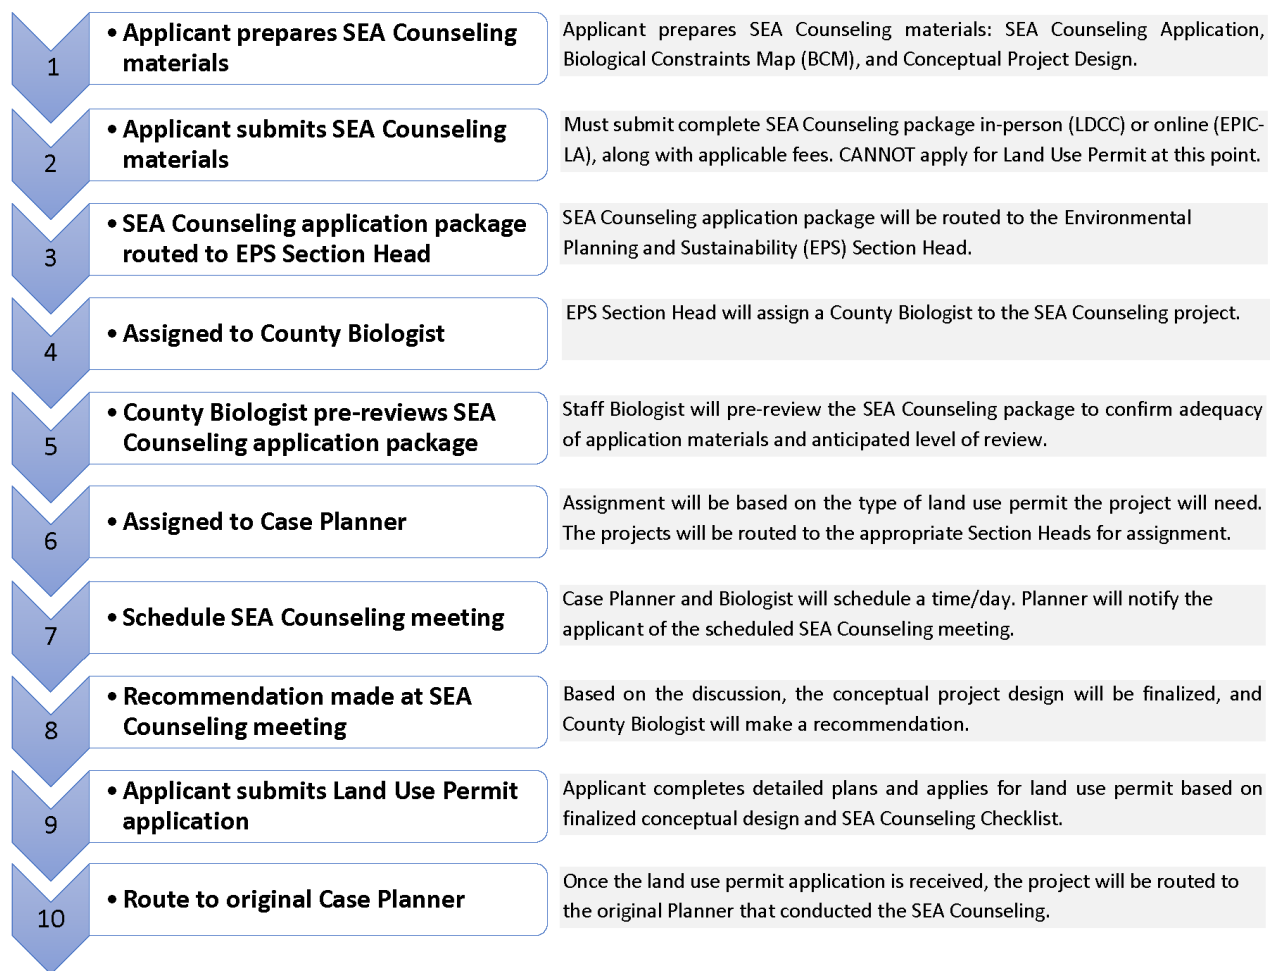 1
• Applicant prepares SEA Counseling
materials
Applicant prepares SEA Counseling materials: SEA Counseling Application,
Biological Constraints Map (BCM), and Conceptual Project Design.
2
• Applicant submits SEA Counseling
materials
Must submit complete SEA Counseling package in-person (LDCC) or online (EPIC-
LA), along with applicable fees. CANNOT apply for Land Use Permit at this point.
3
• SEA Counseling application package
routed to EPS Section Head
SEA Counseling application package will be routed to the Environmental
Planning and Sustainability (EPS) Section Head.
4
• Assigned to County Biologist
EPS Section Head will assign a County Biologist to the SEA Counseling project.
5
• County Biologist pre-reviews SEA
Counseling application package
Staff Biologist will pre-review the SEA Counseling package to confirm adequacy
of application materials and anticipated level of review.
6
• Assigned to Case Planner
Assignment will be based on the type of land use permit the project will need.
The projects will be routed to the appropriate Section Heads for assignment.
7
• Schedule SEA Counseling meeting
Case Planner and Biologist will schedule a time/day. Planner will notify the
applicant of the scheduled SEA Counseling meeting.
8
• Recommendation made at SEA
Counseling meeting
Based on the discussion, the conceptual project design will be finalized, and
County Biologist will make a recommendation.
9
• Applicant submits Land Use Permit
application
Applicant completes detailed plans and applies for land use permit based on
finalized conceptual design and SEA Counseling Checklist.
10
• Route to original Case Planner
Once the land use permit application is received, the project will be routed to
the original Planner that conducted the SEA Counseling.